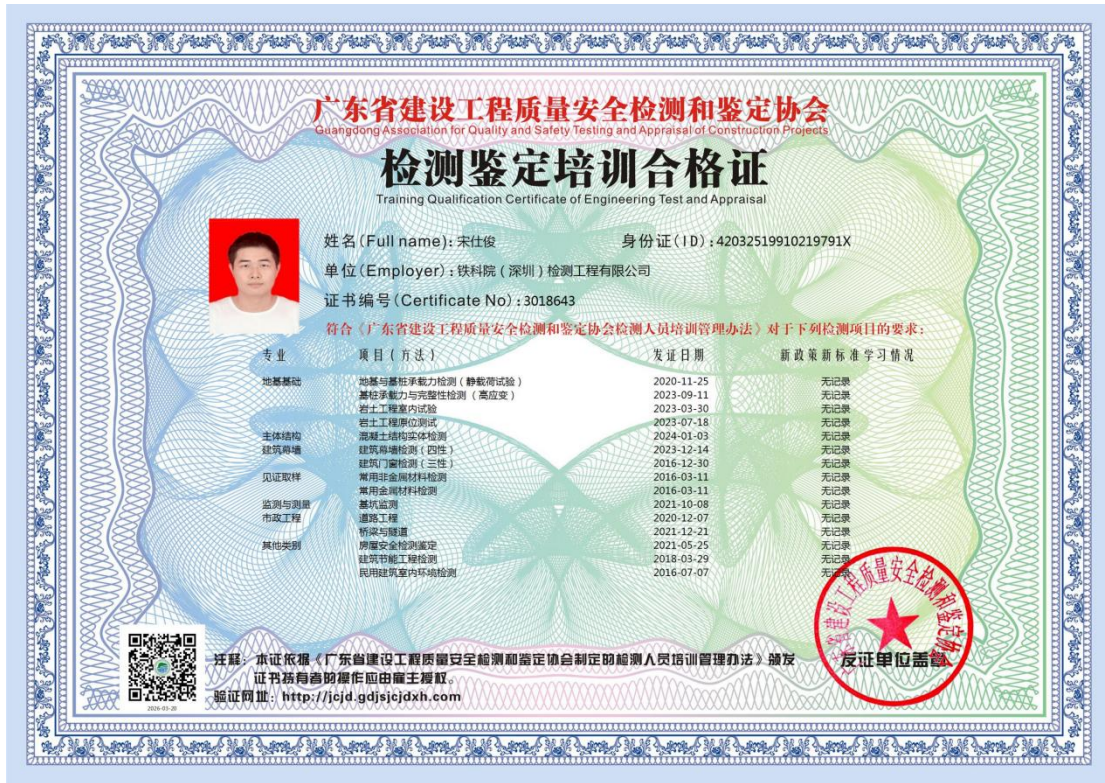 广东省建设工程质量安全检测和鉴定协会
Guangdong Association for Quality and Safety Testing and Appraisal of Construction Projects
检测鉴定培训合格证
Training Qualification Certificate of Engineering Test and Appraisal
姓名(Full name):宋仕俊 身份证(ID):42032519910219791X
单位(Employer):铁科院(深圳)检测工程有限公司
证书编号(Certificate No):3018643
符合《广东省建设工程质量安全检测和鉴定协会检测人员培训管理办法》对于下列检测项目的要求:
专业 项目(方法) 发证日期 新政策新标准学习情况
地基基础 地基与基桩承载力检测(静载荷试验) 2020-11-25 无记录
基桩承载力与完整性检测(高应变) 2023-09-11 无记录
岩土工程室内试验 2023-03-30 无记录
岩土工程原位测试 2023-07-18 无记录
主体结构 混凝土结构实体检测 2024-01-03 无记录
建筑幕墙 建筑幕墙检测(四性) 2023-12-14 无记录
建筑门窗检测(三性) 2016-12-30 无记录
见证取样 常用非金属材料检测 2016-03-11 无记录
常用金属材料检测 2016-03-11 无记录
监测与测量 基坑监测 2021-10-08 无记录
市政工程 道路工程 2020-12-07 无记录
桥梁与隧道 2021-12-21 无记录
其他类别 房屋安全检测鉴定 2021-05-25 无记录
建筑节能工程检测 2018-03-29 无记录
民用建筑室内环境检测 2016-07-07 无记录
广东省建设工程质量安全检测和鉴定协会
发证单位盖章
注释:本证依据《广东省建设工程质量安全检测和鉴定协会制定的检测人员培训管理办法》颁发
证书持有者的操作应由雇主授权。
验证网址:http://jcjd.gdjsjcjdxh.com
2026-03-20